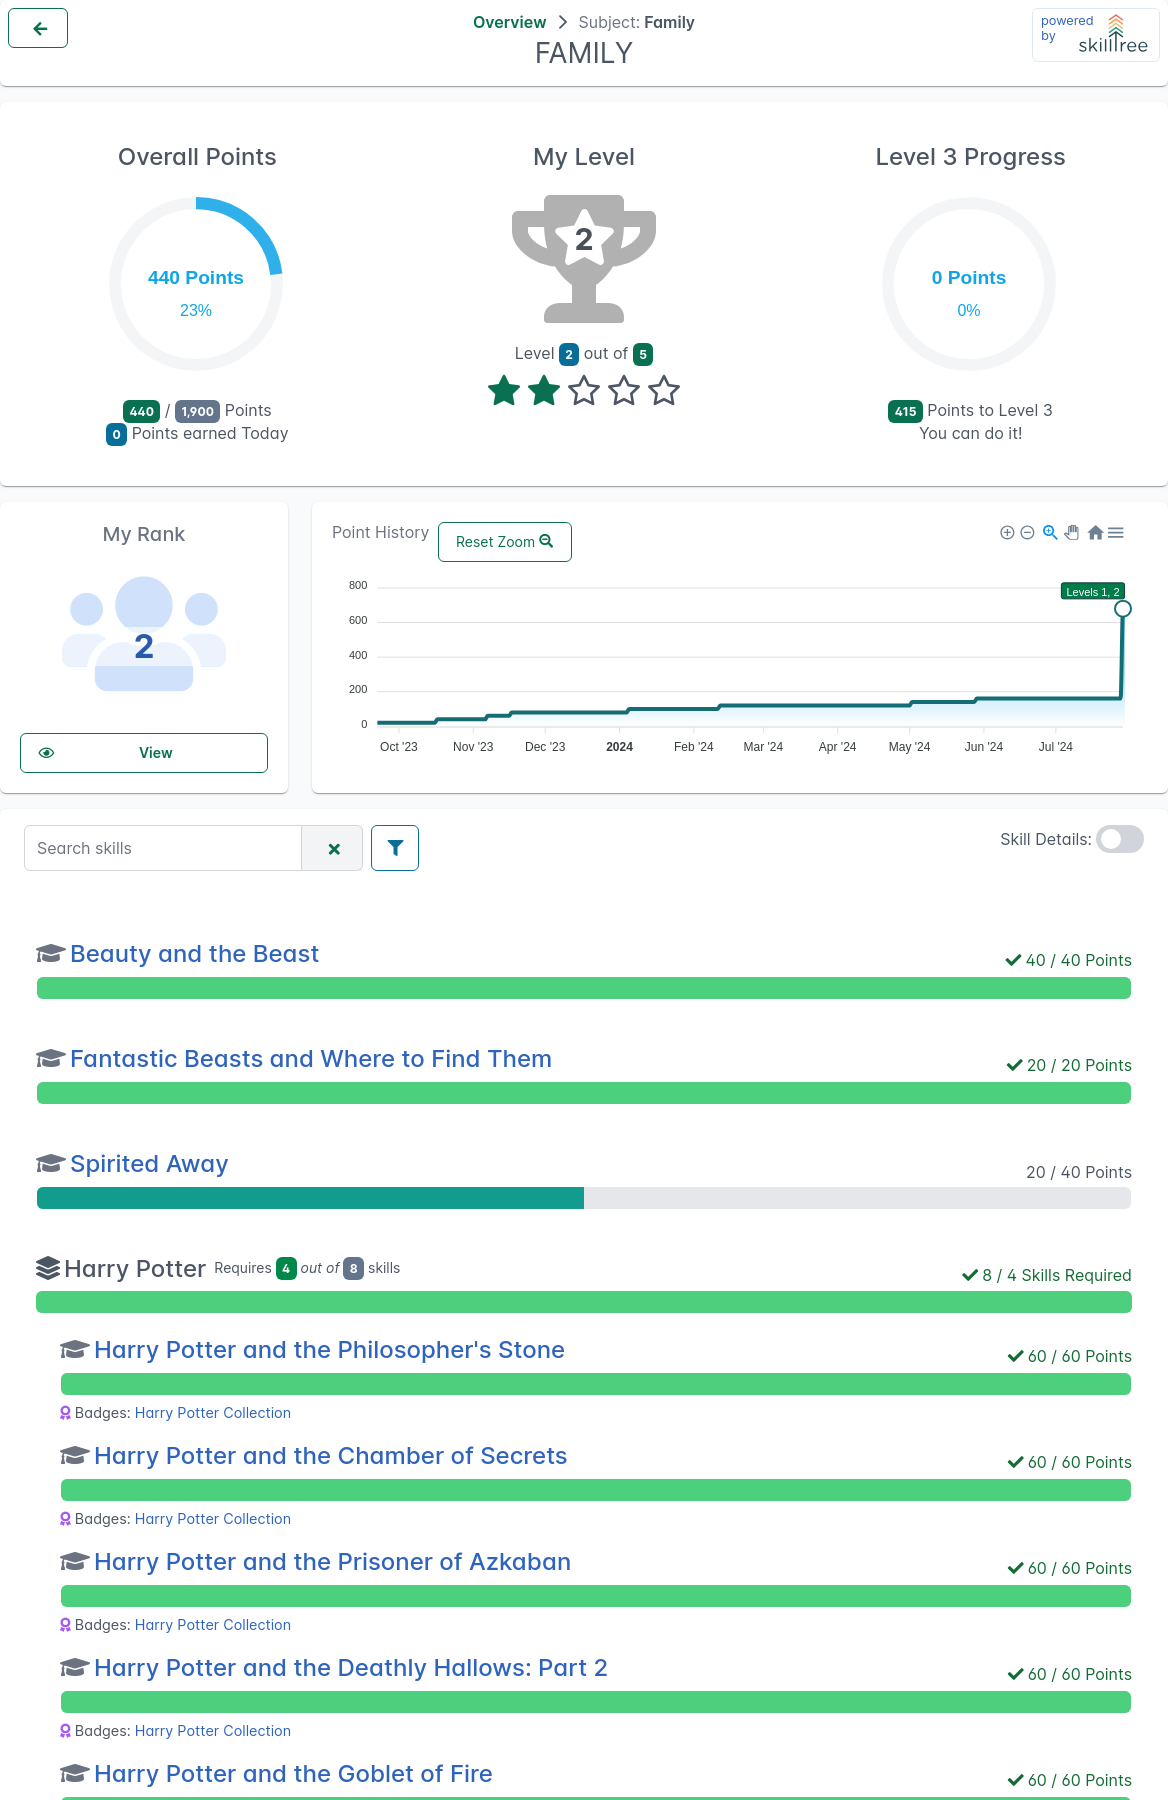 Overview > Subject: Family
FAMILY
powered by skilltree
Overall Points
440 Points
23%
440 / 1,900 Points
0 Points earned Today
My Level
2
Level 2 out of 5
Level 3 Progress
0 Points
0%
415 Points to Level 3
You can do it!
My Rank
2
View
Point History
Reset Zoom
800
600
400
200
0
Levels 1, 2
Oct '23 Nov '23 Dec '23 2024 Feb '24 Mar '24 Apr '24 May '24 Jun '24 Jul '24
Search skills
Skill Details:
Beauty and the Beast
40 / 40 Points
Fantastic Beasts and Where to Find Them
20 / 20 Points
Spirited Away
20 / 40 Points
Harry Potter Requires 4 out of 8 skills
8 / 4 Skills Required
Harry Potter and the Philosopher's Stone
60 / 60 Points
Badges: Harry Potter Collection
Harry Potter and the Chamber of Secrets
60 / 60 Points
Badges: Harry Potter Collection
Harry Potter and the Prisoner of Azkaban
60 / 60 Points
Badges: Harry Potter Collection
Harry Potter and the Deathly Hallows: Part 2
60 / 60 Points
Badges: Harry Potter Collection
Harry Potter and the Goblet of Fire
60 / 60 Points